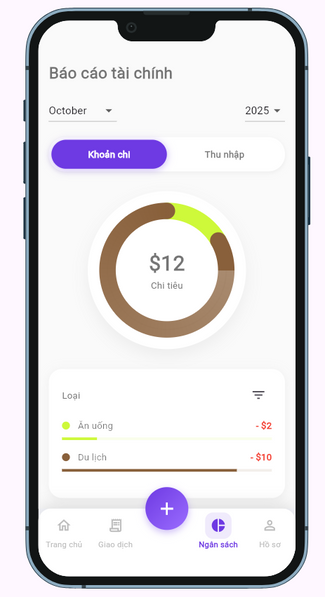 Báo cáo tài chính
October 2025
Khoản chi Thu nhập
$12
Chi tiêu
Loại
Ăn uống - $2
Du lịch - $10
+
Trang chủ Giao dịch Ngân sách Hồ sơ